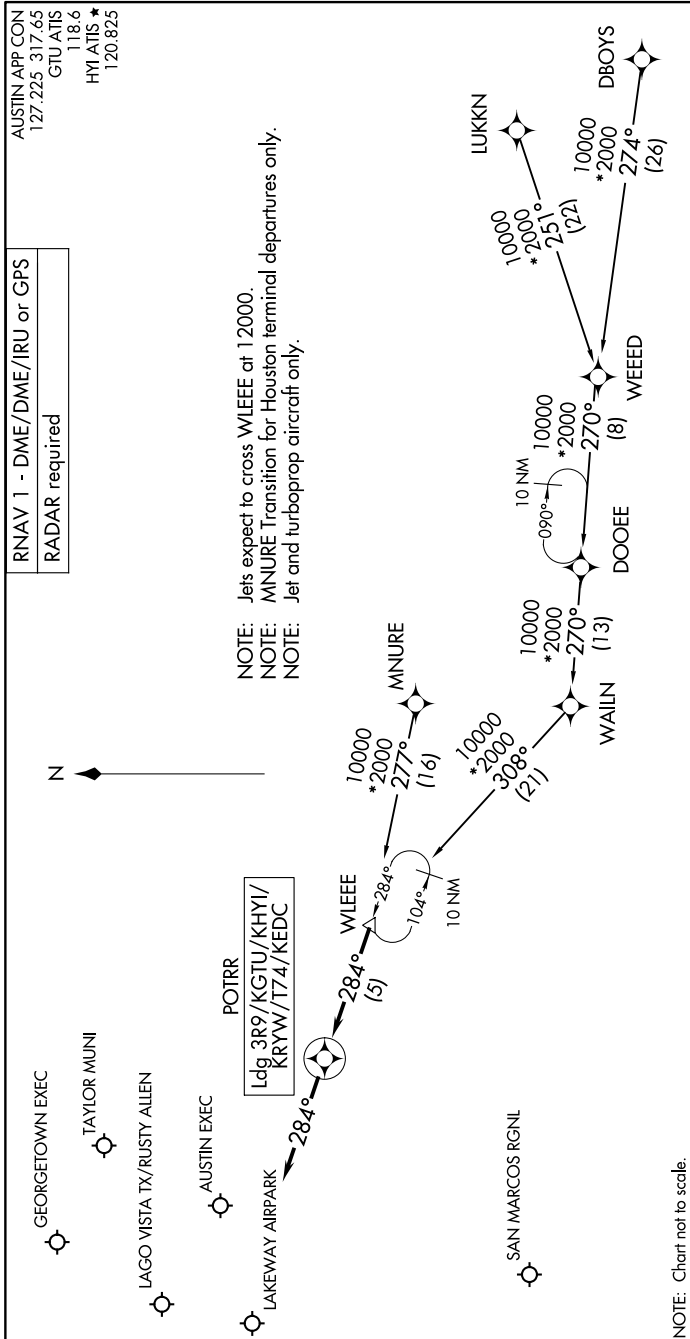 AUSTIN APP CON
127.225 317.65
GTU ATIS
118.6
HYI ATIS ★
120.825
RNAV 1 - DME/DME/IRU or GPS
RADAR required
NOTE: Jets expect to cross WLEEE at 12000.
NOTE: MNURE Transition for Houston terminal departures only.
NOTE: Jet and turboprop aircraft only.
N
GEORGETOWN EXEC
TAYLOR MUNI
LAGO VISTA TX/RUSTY ALLEN
AUSTIN EXEC
LAKEWAY AIRPARK
SAN MARCOS RGNL
POTRR
Ldg 3R9/KGTU/KHYI/
KRYW/T74/KEDC
284°
284°
(5)
WLEEE
284°
104°
10 NM
MNURE
10000
*2000
277°
(16)
10000
*2000
308°
(21)
WAILN
10000
*2000
270°
(13)
DOOEE
090°
10 NM
10000
*2000
270°
(8)
WEEED
LUKKN
10000
*2000
251°
(22)
DBOYS
10000
*2000
274°
(26)
NOTE: Chart not to scale.